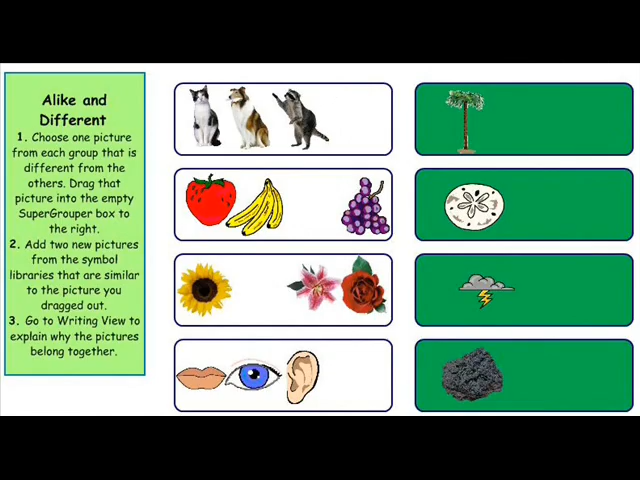 Alike and
Different
1. Choose one picture
from each group that is
different from the
others. Drag that
picture into the empty
SuperGrouper box to
the right.
2. Add two new pictures
from the symbol
libraries that are similar
to the picture you
dragged out.
3. Go to Writing View to
explain why the pictures
belong together.